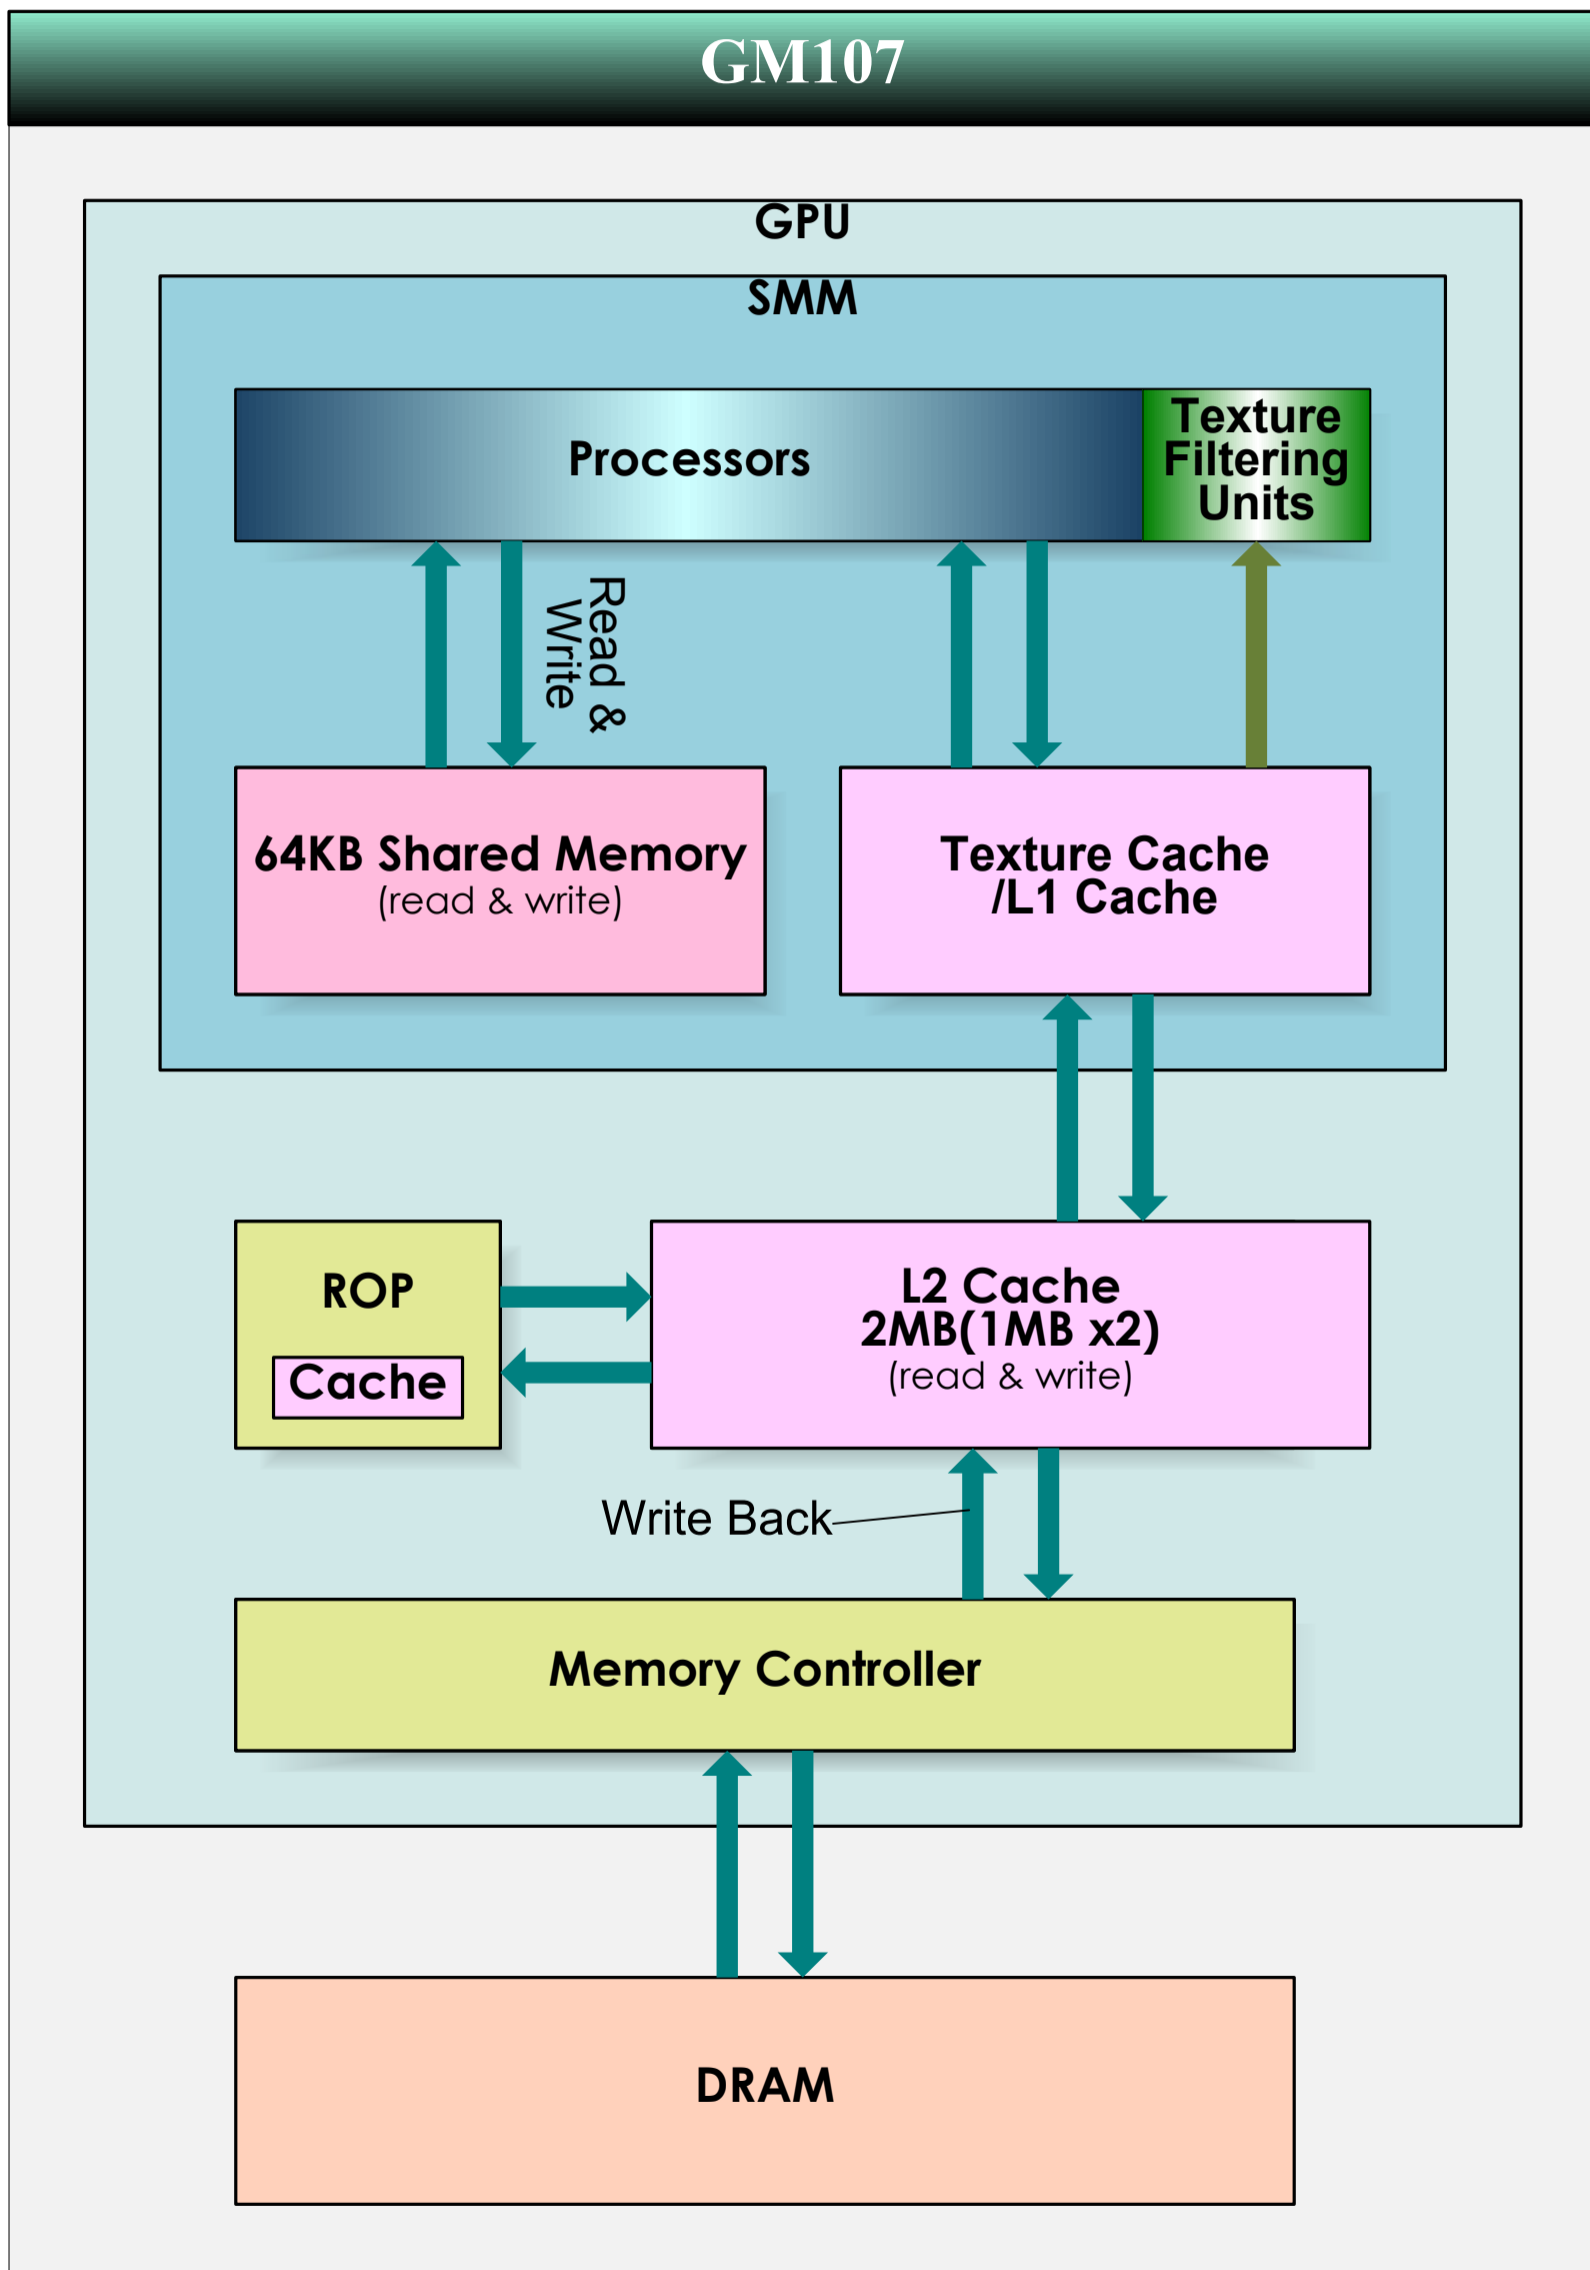 GM107
GPU
SMM
Processors
Texture
Filtering
Units
Read &
Write
64KB Shared Memory
(read & write)
Texture Cache
/L1 Cache
ROP
Cache
L2 Cache
2MB(1MB x2)
(read & write)
Write Back
Memory Controller
DRAM